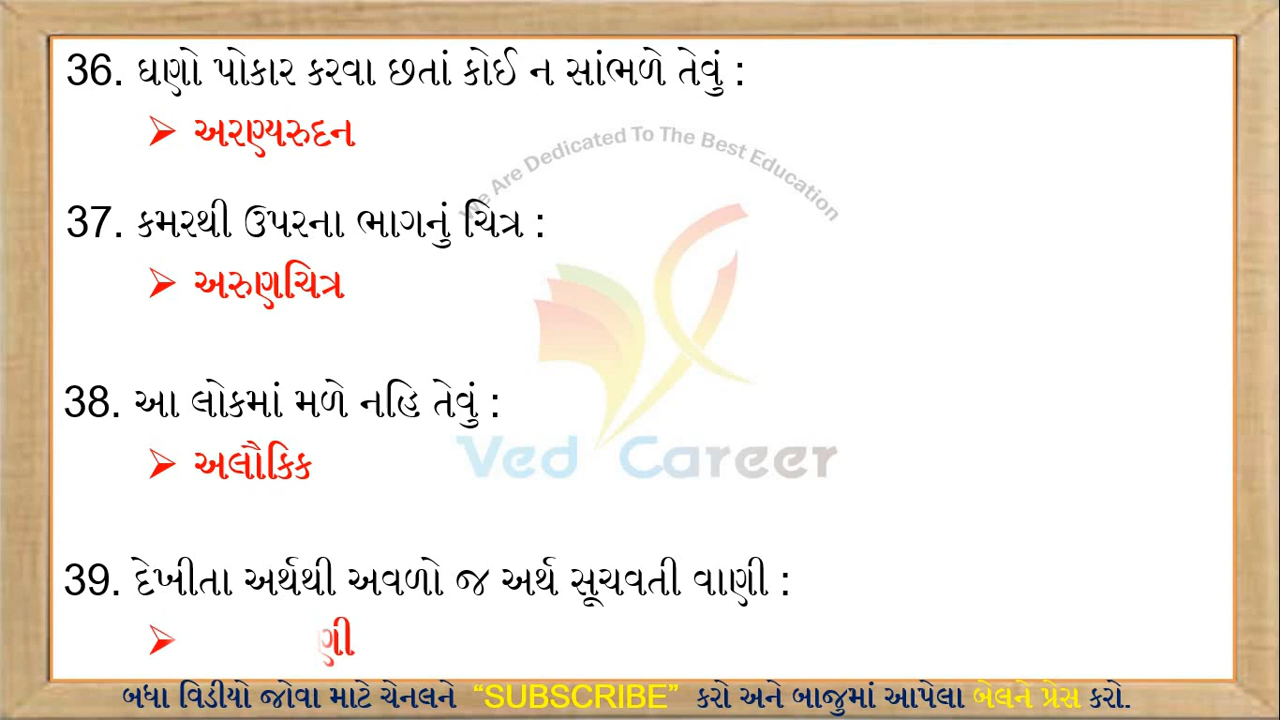 36. ઘણો પોકાર કરવા છતાં કોઈ ન સાંભળે તેવું :
➢ અરણ્યરુદન
We Are Dedicated To The Best Education
37. કમરથી ઉપરના ભાગનું ચિત્ર :
➢ અરુણચિત્ર
38. આ લોકમાં મળે નહિ તેવું :
➢ અલૌકિક
Ved Career
39. દેખીતા અર્થથી અવળો જ અર્થ સૂચવતી વાણી :
➢ ણી
બધા વિડીયો જોવા માટે ચેનલને “SUBSCRIBE” કરો અને બાજુમાં આપેલા બેલને પ્રેસ કરો.